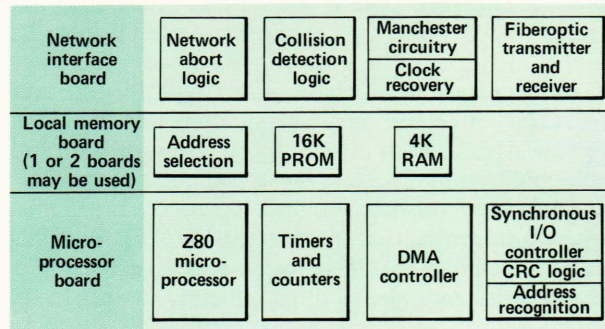 Network
interface
board
Network
abort
logic
Collision
detection
logic
Manchester
circuitry
Clock
recovery
Fiberoptic
transmitter
and
receiver
Local memory
board
(1 or 2 boards
may be used)
Address
selection
16K
PROM
4K
RAM
Micro-
processor
board
Z80
micro-
processor
Timers
and
counters
DMA
controller
Synchronous
I/O
controller
CRC logic
Address
recognition